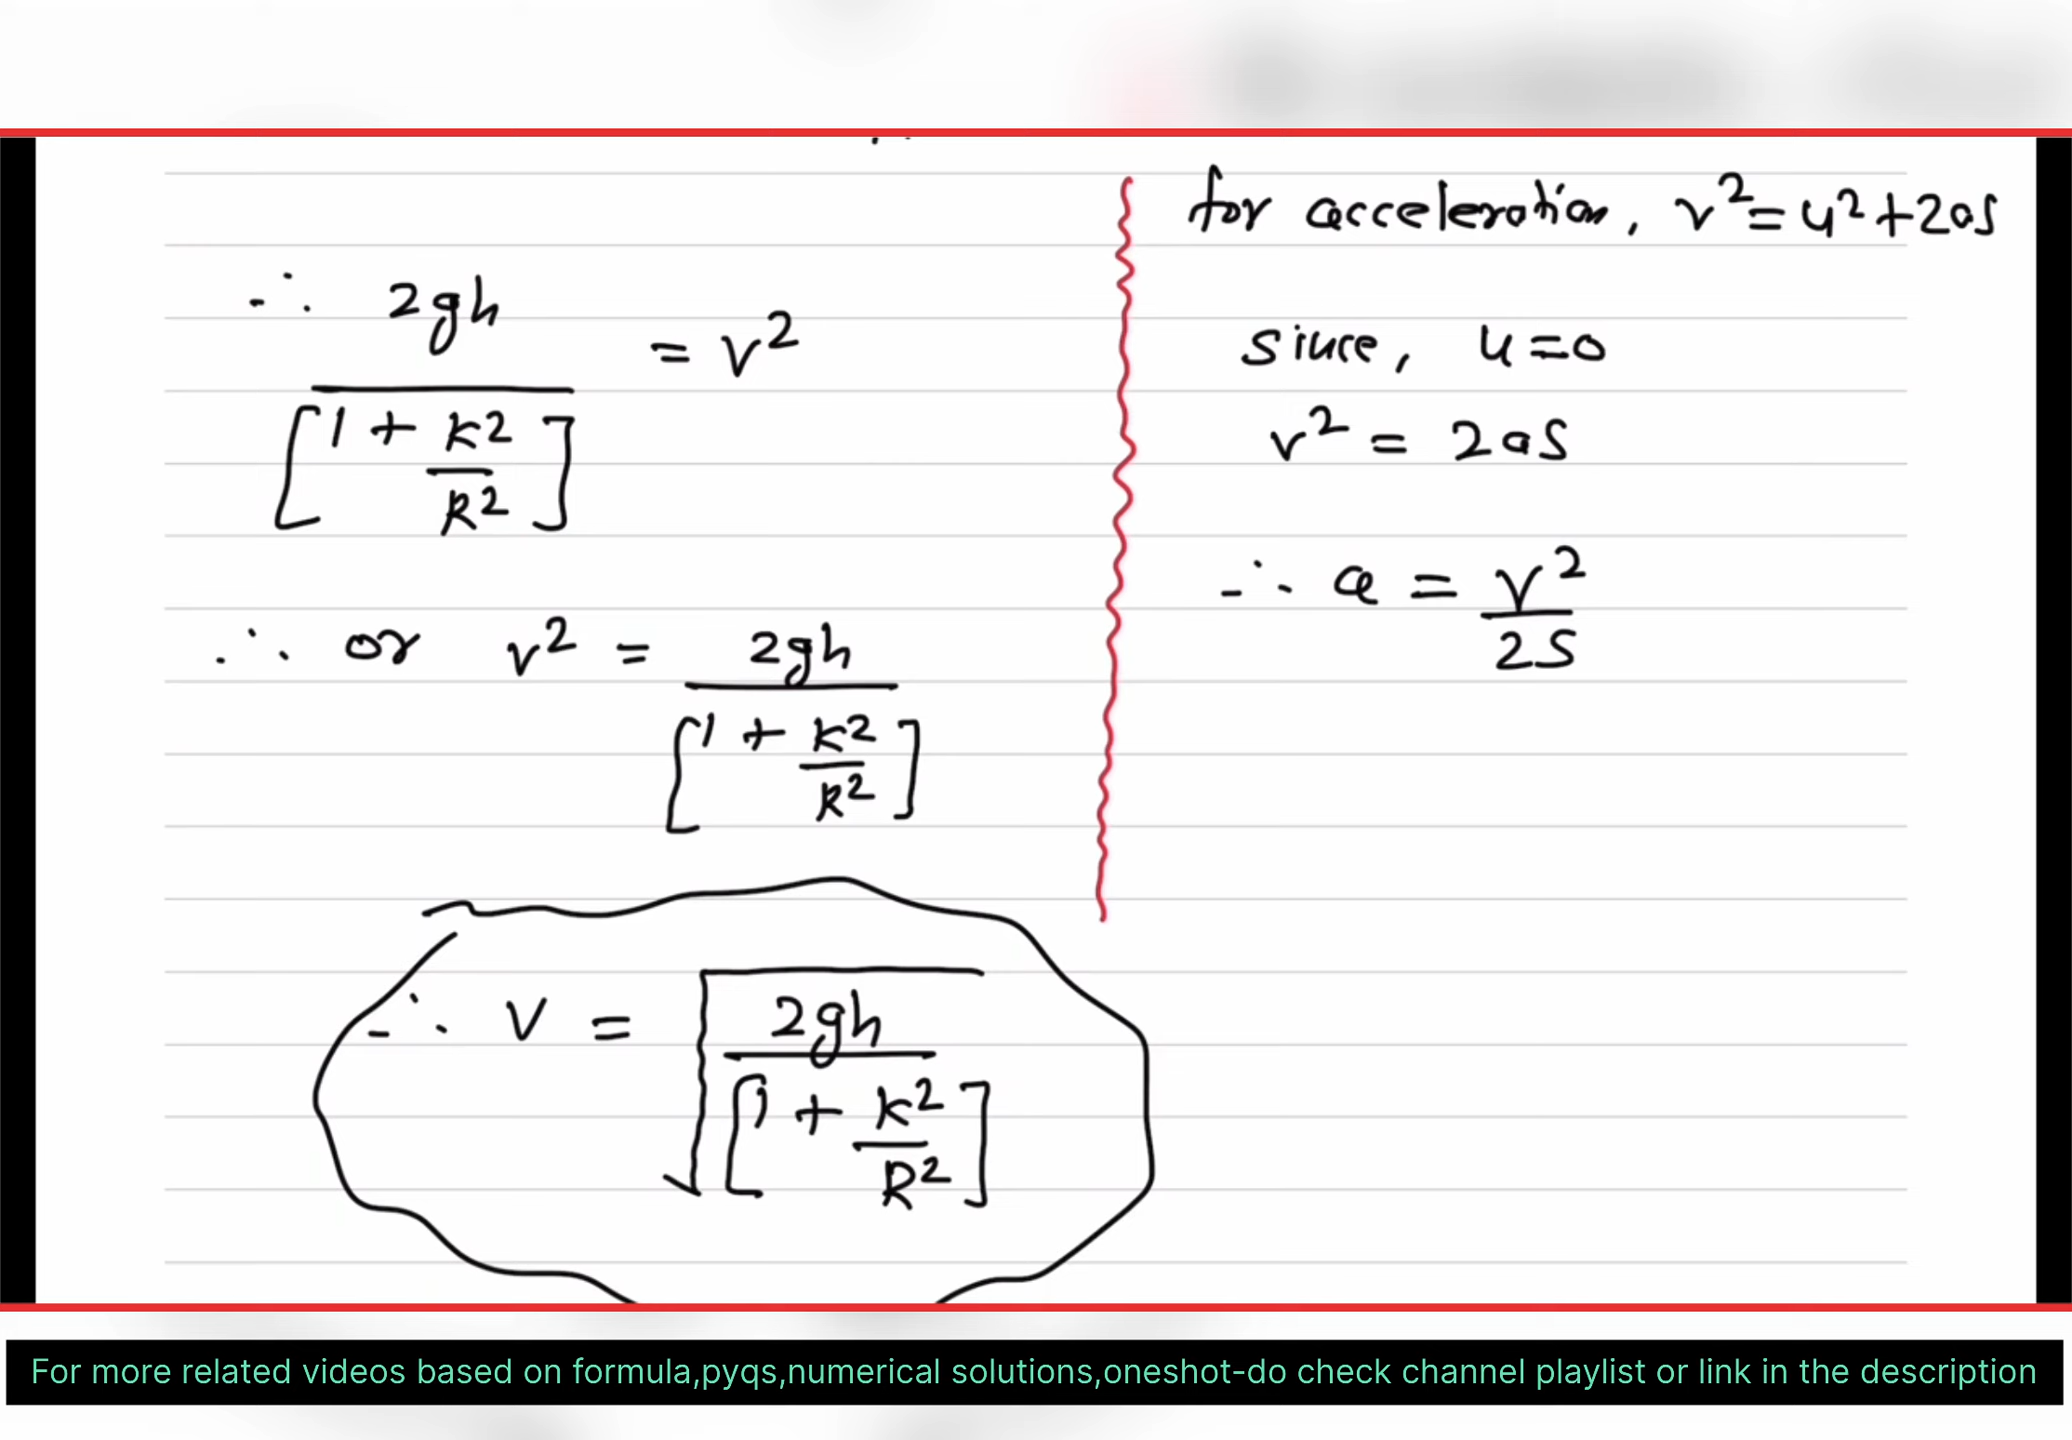 ∴ 2gh / [1 + K²/R²] = v²
∴ or v² = 2gh / [1 + K²/R²]
∴ V = √(2gh / [1 + K²/R²])
for acceleration, v² = u² + 2as
since, u = 0
v² = 2as
∴ a = v² / 2s
For more related videos based on formula,pyqs,numerical solutions,oneshot-do check channel playlist or link in the description